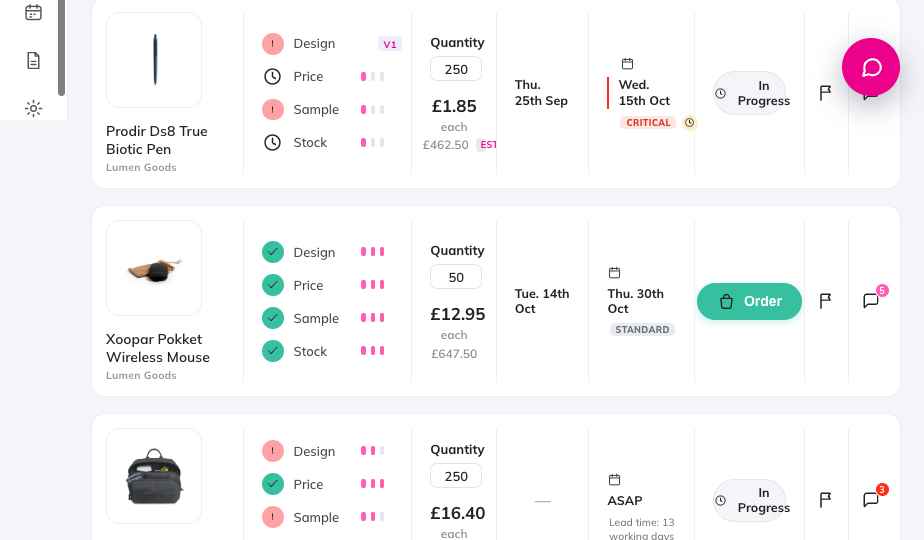 Design
V1
Price
Sample
Stock
Prodir Ds8 True
Biotic Pen
Lumen Goods
Quantity
250
£1.85
each
£462.50 EST
Thu.
25th Sep
Wed.
15th Oct
CRITICAL
In
Progress
Design
Price
Sample
Stock
Xoopar Pokket
Wireless Mouse
Lumen Goods
Quantity
50
£12.95
each
£647.50
Tue. 14th
Oct
Thu. 30th
Oct
STANDARD
Order
5
Design
Price
Sample
Quantity
250
£16.40
each
—
ASAP
Lead time: 13
working days
In
Progress
3